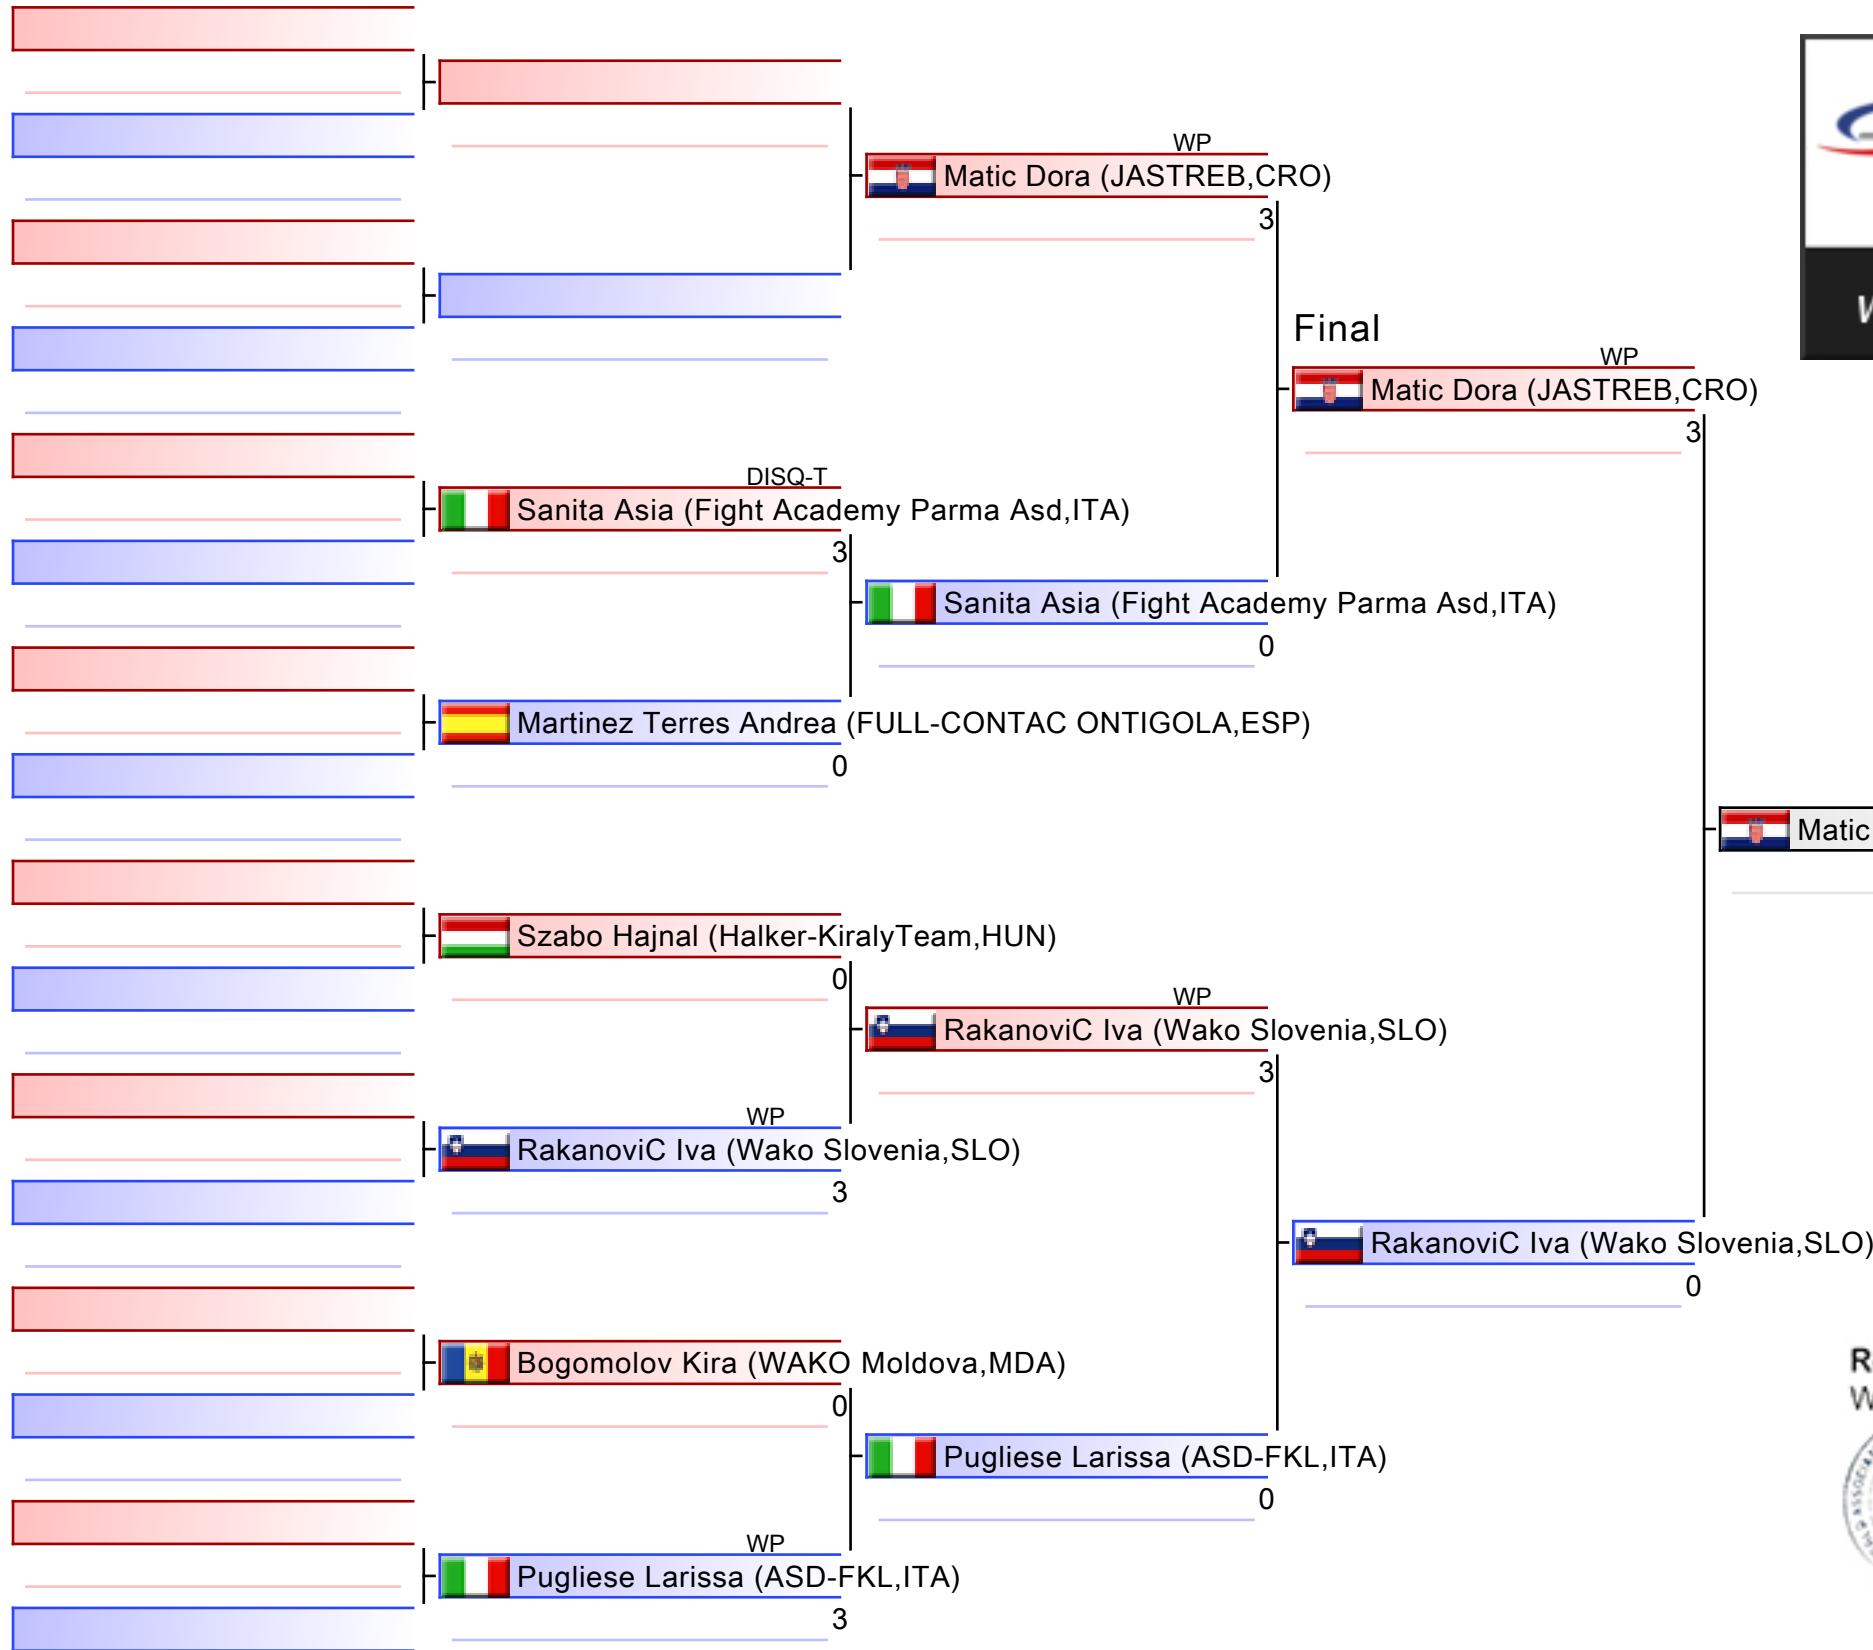 WP
Matic Dora (JASTREB,CRO)
3
Final
WP
Matic Dora (JASTREB,CRO)
3
DISQ-T
Sanita Asia (Fight Academy Parma Asd,ITA)
3
Sanita Asia (Fight Academy Parma Asd,ITA)
0
Martinez Terres Andrea (FULL-CONTAC ONTIGOLA,ESP)
0
Matic
Szabo Hajnal (Halker-KiralyTeam,HUN)
0
WP
RakanoviC Iva (Wako Slovenia,SLO)
3
WP
RakanoviC Iva (Wako Slovenia,SLO)
3
RakanoviC Iva (Wako Slovenia,SLO)
0
Bogomolov Kira (WAKO Moldova,MDA)
0
Pugliese Larissa (ASD-FKL,ITA)
0
WP
Pugliese Larissa (ASD-FKL,ITA)
3